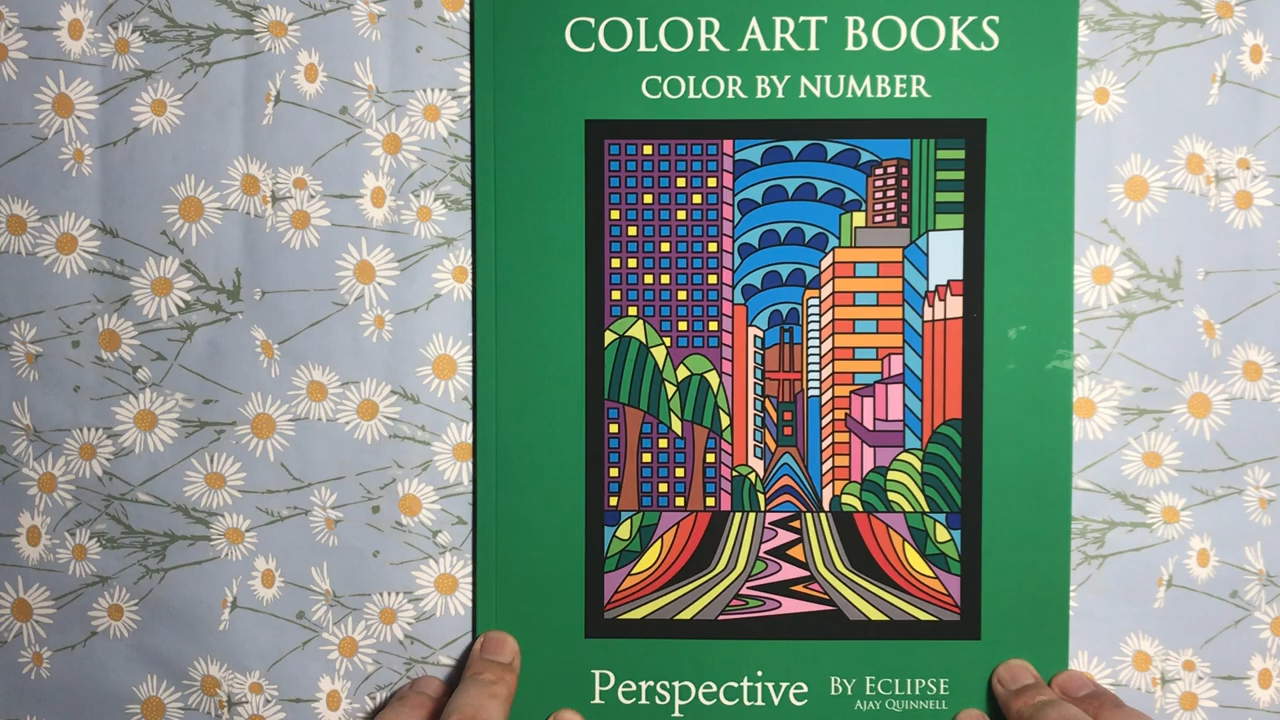 COLOR ART BOOKS
COLOR BY NUMBER
Perspective
BY ECLIPSE
AJAY QUINNELL